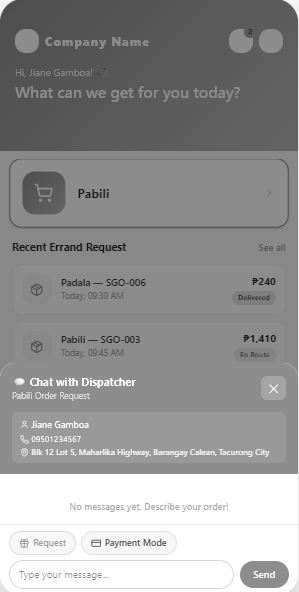 Company Name
2
Hi, Jiane Gamboa!
What can we get for you today?
Pabili
Recent Errand Request
See all
Padala — SGO-006
₱240
Today, 09:30 AM
Delivered
Pabili — SGO-003
₱1,410
Today, 09:45 AM
En Route
Chat with Dispatcher
Pabili Order Request
Jiane Gamboa
09501234567
Blk 12 Lot 5, Maharlika Highway, Barangay Calean, Tacurong City
No messages yet. Describe your order!
Request
Payment Mode
Type your message...
Send